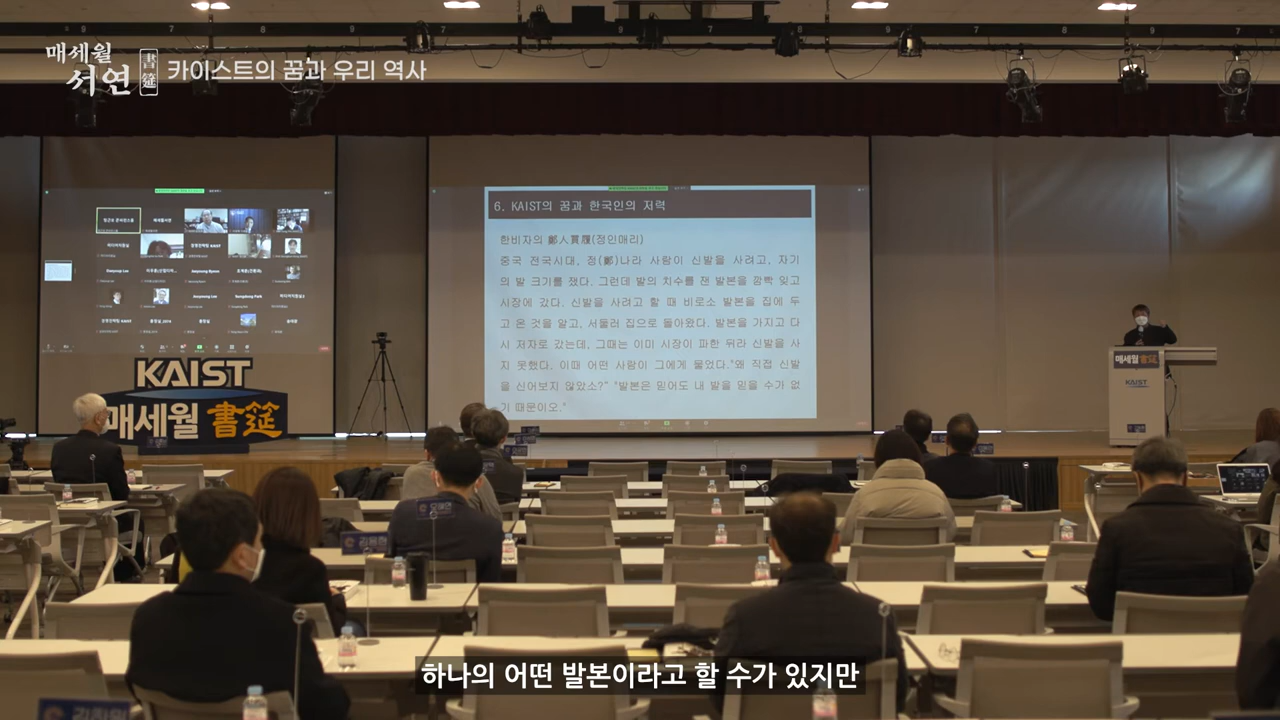 매세월
서연
書筵
카이스트의 꿈과 우리 역사
6. KAIST의 꿈과 한국인의 저력
한비자의 鄭人買履(정인매리)
중국 전국시대, 정(鄭)나라 사람이 신발을 사려고, 자기
의 발 크기를 쟀다. 그런데 발의 치수를 잰 발본을 깜빡 잊고
시장에 갔다. 신발을 사려고 할 때 비로소 발본을 집에 두
고 온 것을 알고, 서둘러 집으로 돌아왔다. 발본을 가지고 다
시 저자로 갔는데, 그때는 이미 시장이 파한 뒤라 신발을 사
지 못했다. 이때 어떤 사람이 그에게 물었다."왜 직접 신발
을 신어보지 않았소?" "발본은 믿어도 내 발을 믿을 수가 없
기 때문이오."
KAIST
매세월 書筵
매세월 書筵
KAIST
하나의 어떤 발본이라고 할 수가 있지만